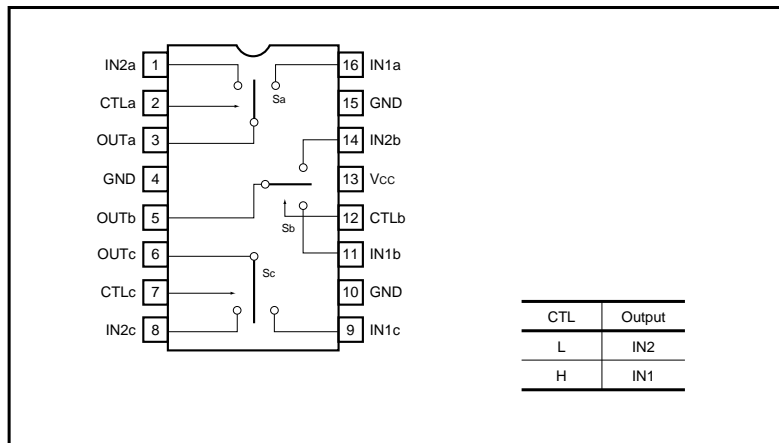 IN2a 1 16 IN1a
Sa
CTLa 2 15 GND
OUTa 3 14 IN2b
GND 4 13 VCC
OUTb 5 12 CTLb
Sb
OUTc 6 11 IN1b
Sc
CTLc 7 10 GND
IN2c 8 9 IN1c
CTL Output
L IN2
H IN1